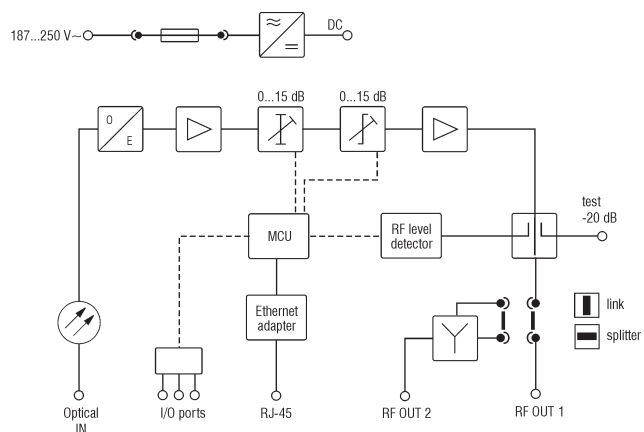 187...250 V~
DC
0...15 dB
0...15 dB
O
E
test
-20 dB
MCU
RF level
detector
Ethernet
adapter
link
splitter
Optical
IN
I/O ports
RJ-45
RF OUT 2
RF OUT 1